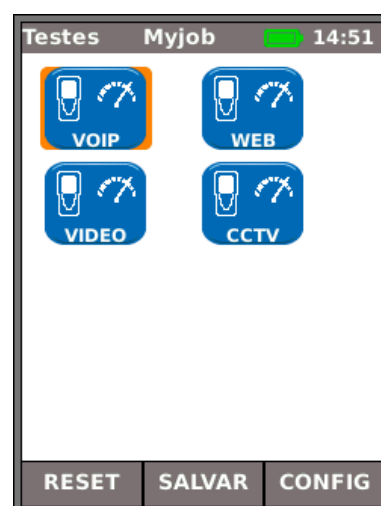 Testes Myjob 14:51
VOIP WEB
VIDEO CCTV
RESET SALVAR CONFIG